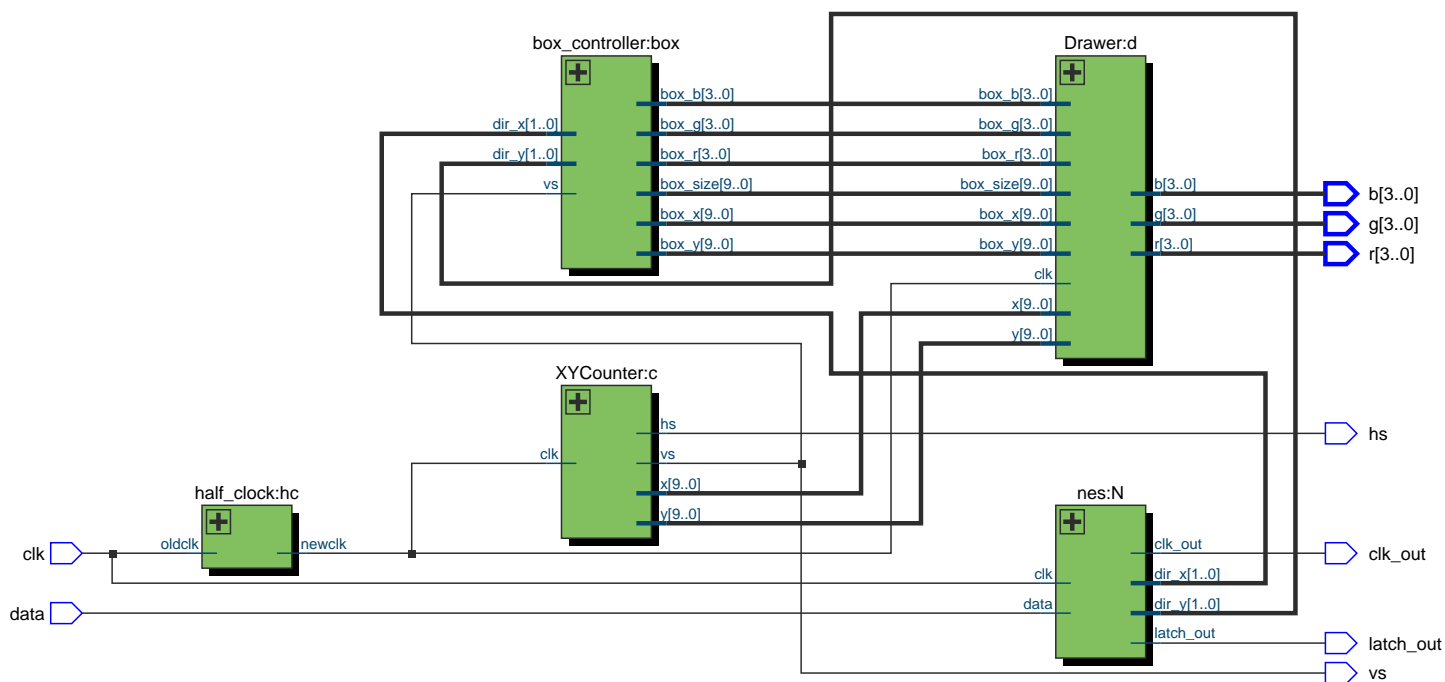 box_controller:box
dir_x[1..0]
dir_y[1..0]
vs
box_b[3..0]
box_g[3..0]
box_r[3..0]
box_size[9..0]
box_x[9..0]
box_y[9..0]
Drawer:d
box_b[3..0]
box_g[3..0]
box_r[3..0]
box_size[9..0]
box_x[9..0]
box_y[9..0]
clk
x[9..0]
y[9..0]
b[3..0]
g[3..0]
r[3..0]
b[3..0]
g[3..0]
r[3..0]
XYCounter:c
clk
hs
vs
x[9..0]
y[9..0]
hs
half_clock:hc
clk
oldclk
newclk
data
nes:N
clk
data
clk_out
dir_x[1..0]
dir_y[1..0]
latch_out
clk_out
latch_out
vs